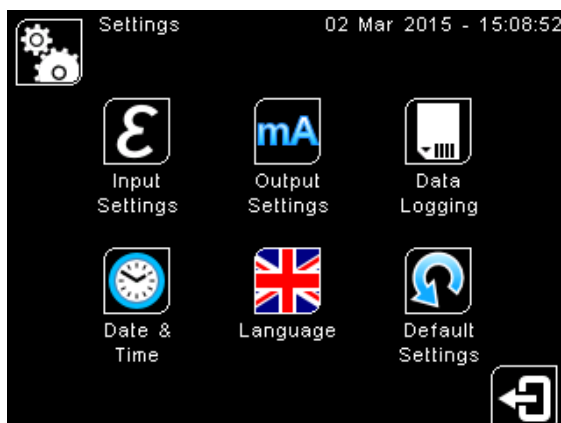 Settings
02 Mar 2015 - 15:08:52
ε
mA
Input
Settings
Output
Settings
Data
Logging
Date &
Time
Language
Default
Settings